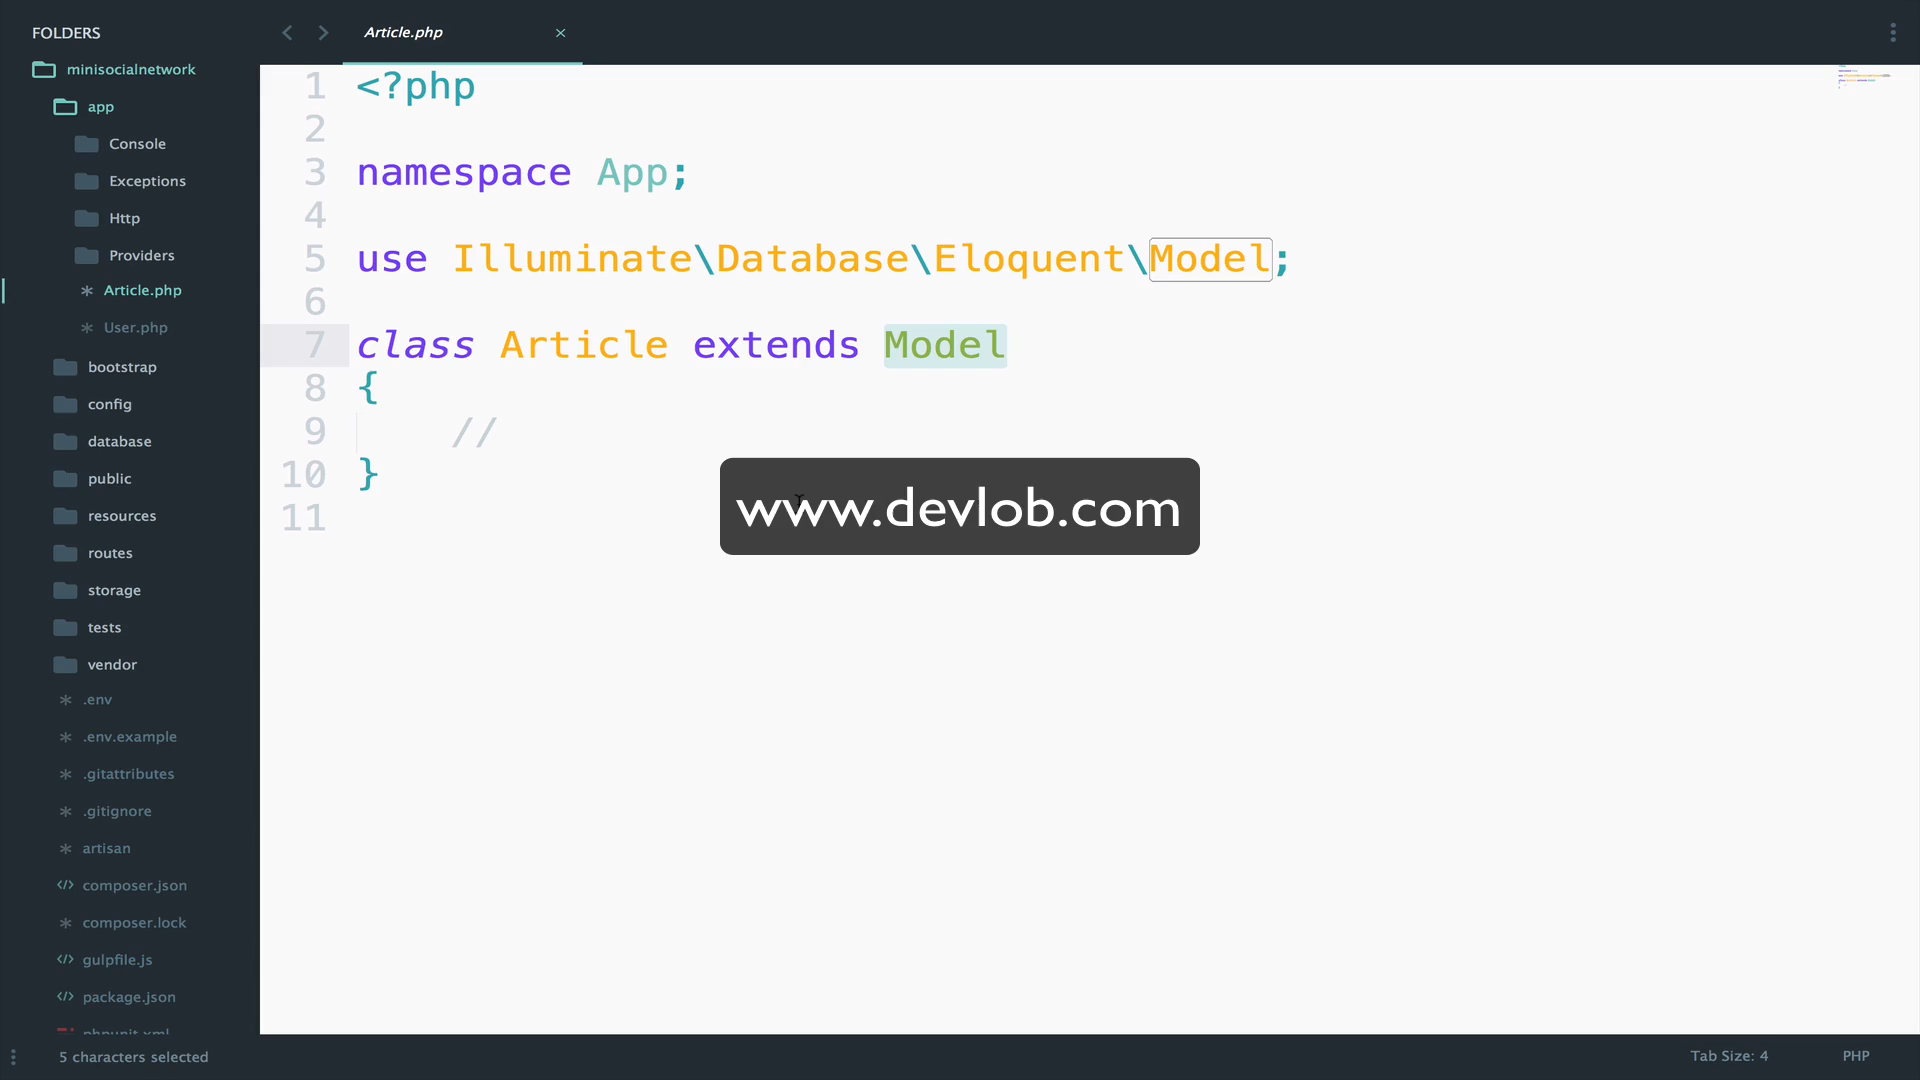 FOLDERS
minisocialnetwork
app
Console
Exceptions
Http
Providers
Article.php
User.php
bootstrap
config
database
public
resources
routes
storage
tests
vendor
.env
.env.example
.gitattributes
.gitignore
artisan
composer.json
composer.lock
gulpfile.js
package.json
phpunit.xml
Article.php
1 <?php
2
3 namespace App;
4
5 use Illuminate\Database\Eloquent\Model;
6
7 class Article extends Model
8 {
9 //
10 }
11
www.devlob.com
5 characters selected
Tab Size: 4
PHP